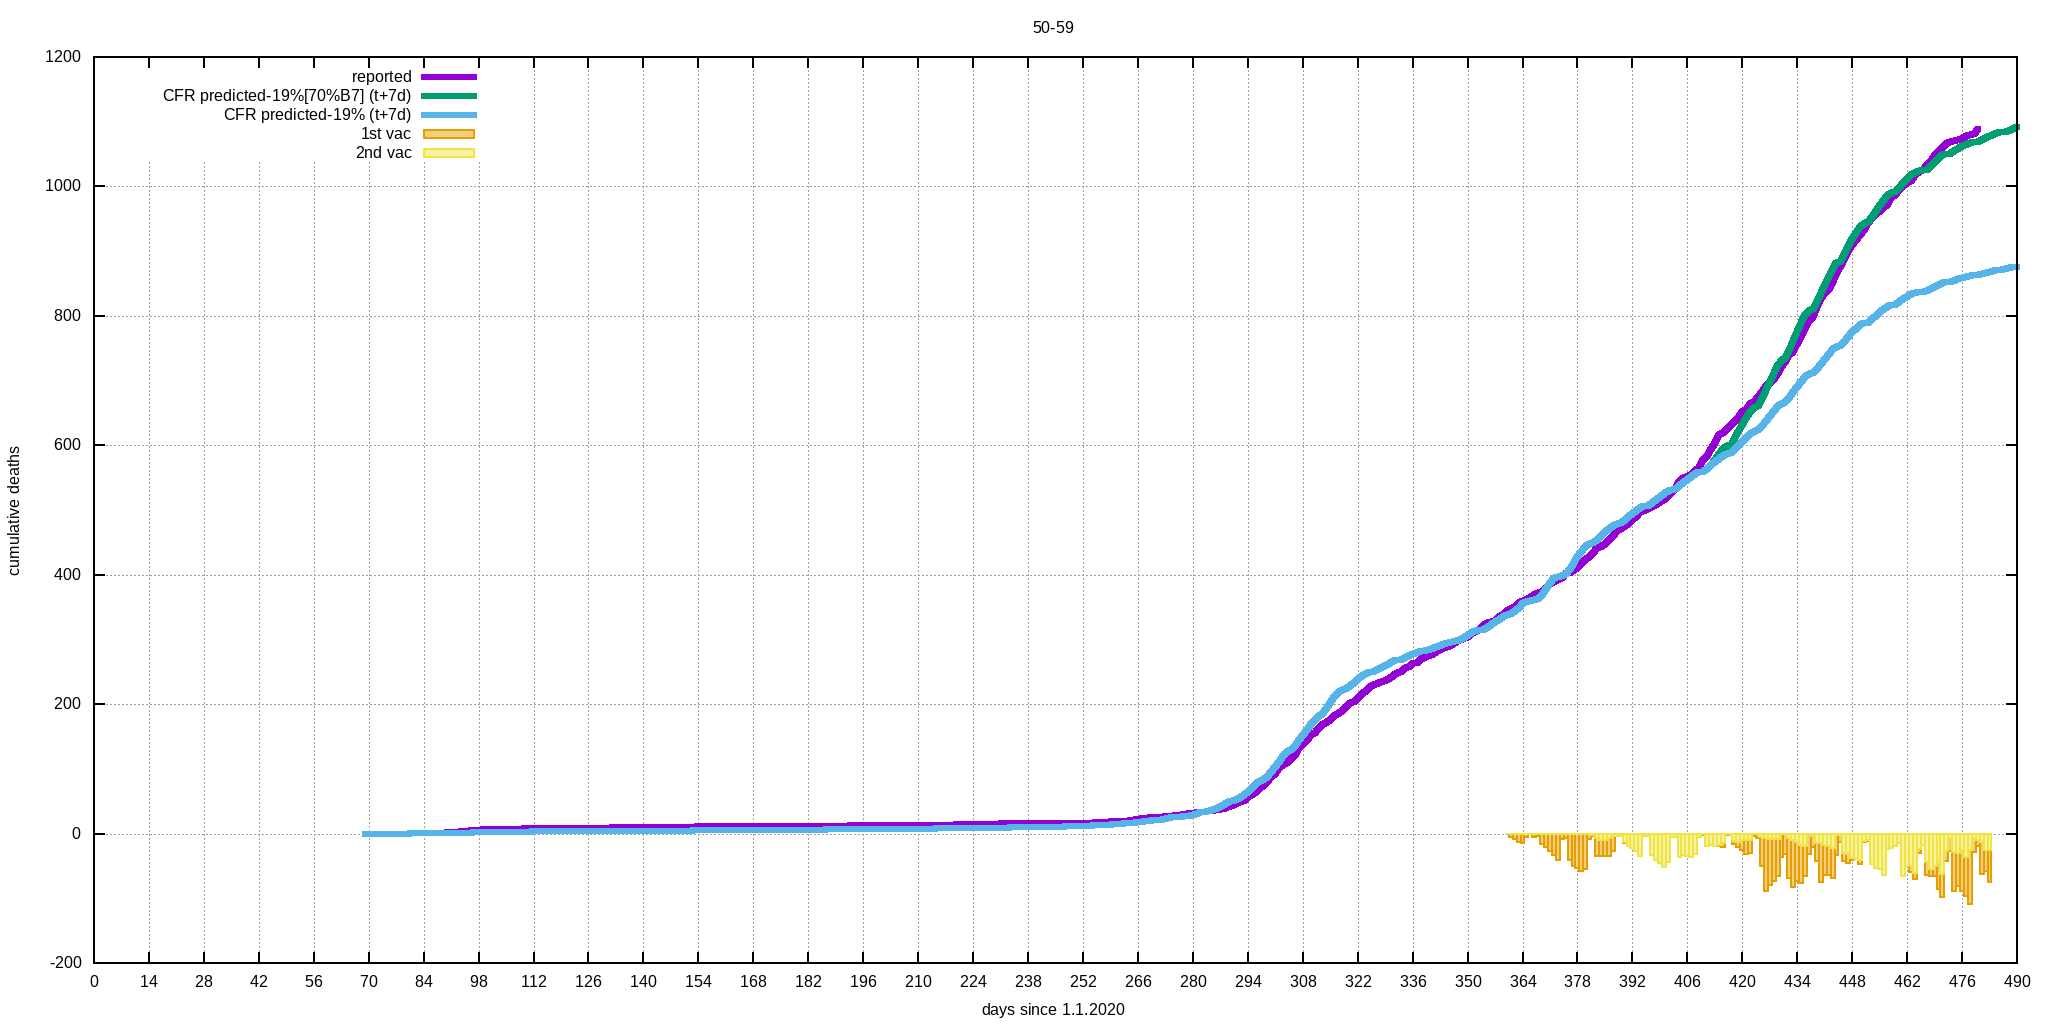 50-59
1200
1000
800
600
400
200
0
-200
cumulative deaths
reported
CFR predicted-19%[70%B7] (t+7d)
CFR predicted-19% (t+7d)
1st vac
2nd vac
0 14 28 42 56 70 84 98 112 126 140 154 168 182 196 210 224 238 252 266 280 294 308 322 336 350 364 378 392 406 420 434 448 462 476 490
days since 1.1.2020